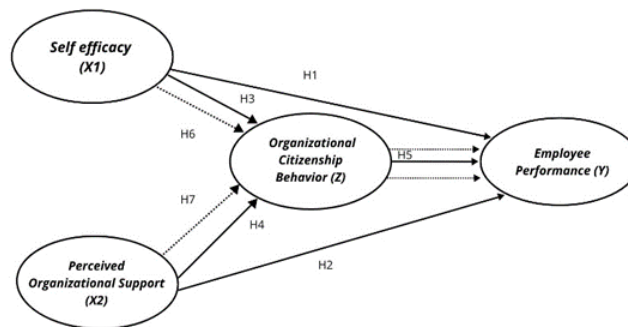 Self efficacy
(X1)
H1
H3
H6
Organizational
Citizenship
Behavior (Z)
H5
Employee
Performance (Y)
H7
H4
Perceived
Organizational Support
(X2)
H2